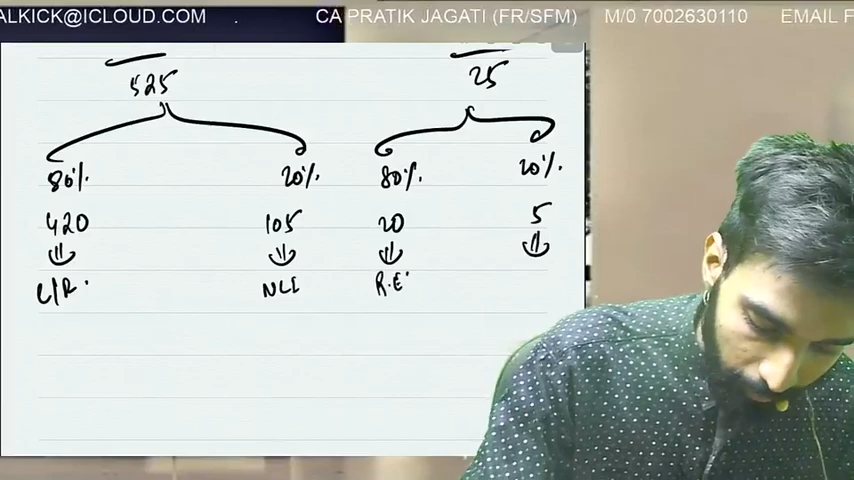 ALKICK@ICLOUD.COM . CA PRATIK JAGATI (FR/SFM) M/0 7002630110 EMAIL F
525 25
80% 20% 80% 20%
420 105 20 5
C/R. NCI R.E.